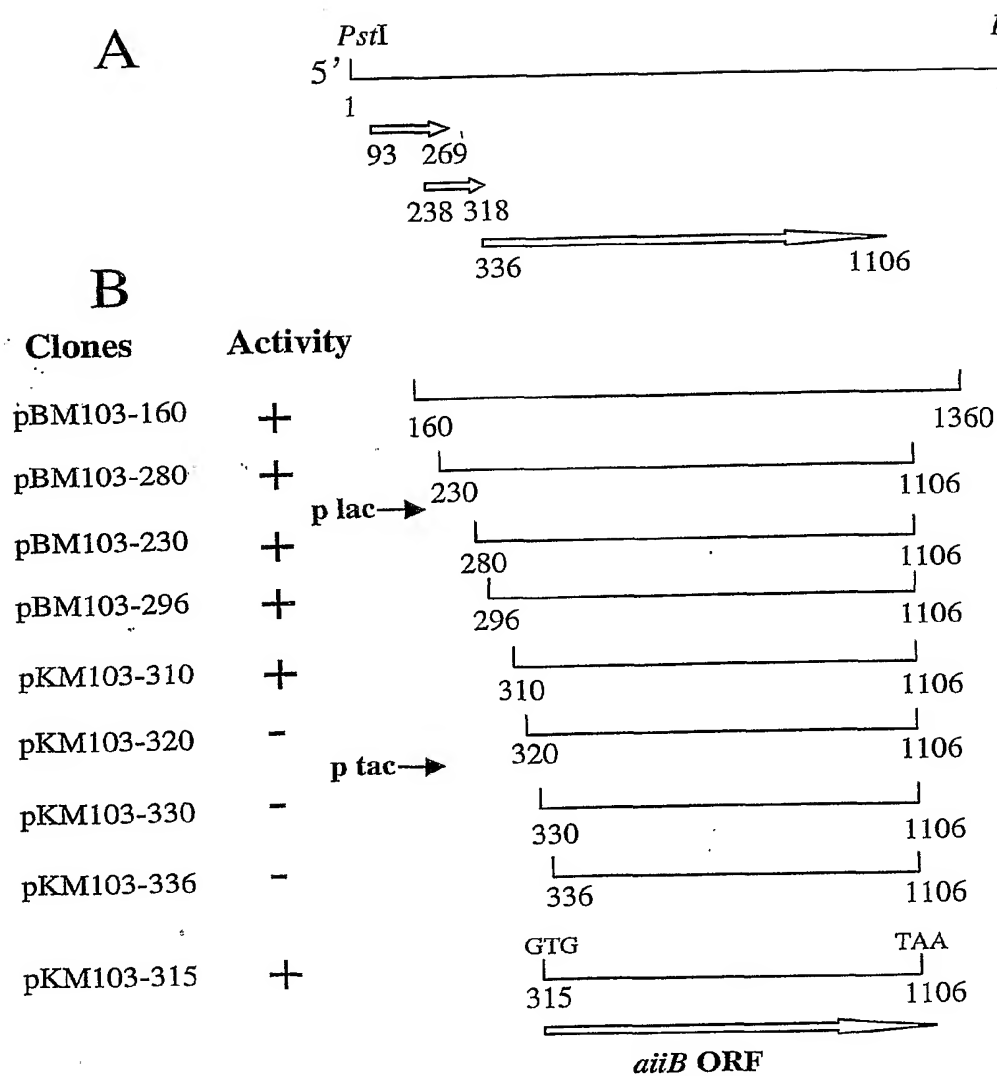 A
PstI
5'
1
93 269
238 318
336 1106
B
Clones Activity
pBM103-160 +
160 1360
pBM103-280 +
230 1106
p lac
pBM103-230 +
280 1106
pBM103-296 +
296 1106
pKM103-310 +
310 1106
pKM103-320 -
320 1106
p tac
pKM103-330 -
330 1106
pKM103-336 -
336 1106
GTG TAA
pKM103-315 +
315 1106
aiiB ORF